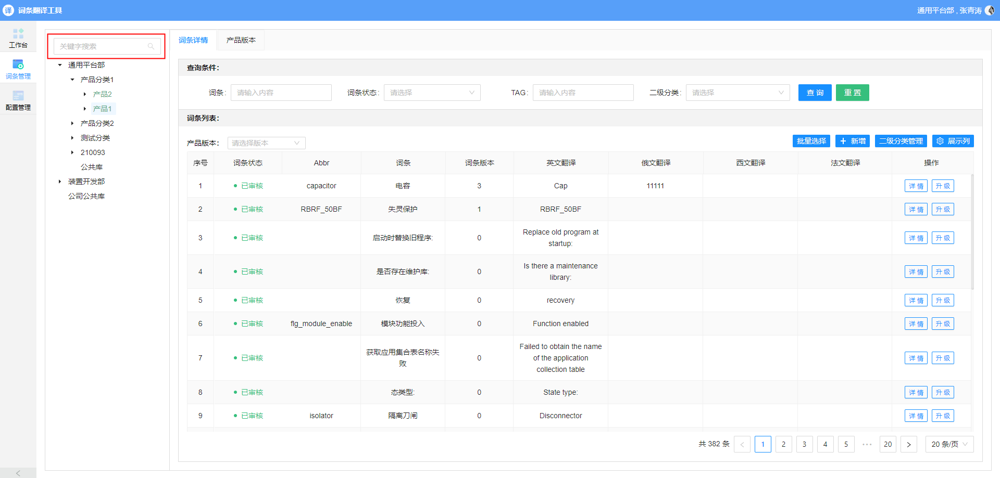 译 词条翻译工具
通用平台部 , 张青涛
工作台
词条管理
配置管理
关键字搜索
通用平台部
产品分类1
产品2
产品1
产品分类2
测试分类
210093
公共库
装置开发部
公司公共库
词条详情 产品版本
查询条件：
词条: 请输入内容 词条状态: 请选择 TAG: 请输入内容 二级分类: 请选择 查 询 重 置
词条列表：
产品版本： 请选择版本 批量选择 新增 二级分类管理 展示列
序号 词条状态 Abbr 词条 词条版本 英文翻译 俄文翻译 西文翻译 法文翻译 操作
1 已审核 capacitor 电容 3 Cap 11111 详 情 升 级
2 已审核 RBRF_50BF 失灵保护 1 RBRF_50BF 详 情 升 级
3 已审核 启动时替换旧程序: 0 Replace old program at
startup: 详 情 升 级
4 已审核 是否存在维护库: 0 Is there a maintenance
library: 详 情 升 级
5 已审核 恢复 0 recovery 详 情 升 级
6 已审核 flg_module_enable 模块功能投入 0 Function enabled 详 情 升 级
7 已审核 获取应用集合表名称失
败 0 Failed to obtain the name
of the application
collection table 详 情 升 级
8 已审核 态类型: 0 State type: 详 情 升 级
9 已审核 isolator 隔离刀闸 0 Disconnector 详 情 升 级
共 382 条 < 1 2 3 4 5 ••• 20 > 20 条/页